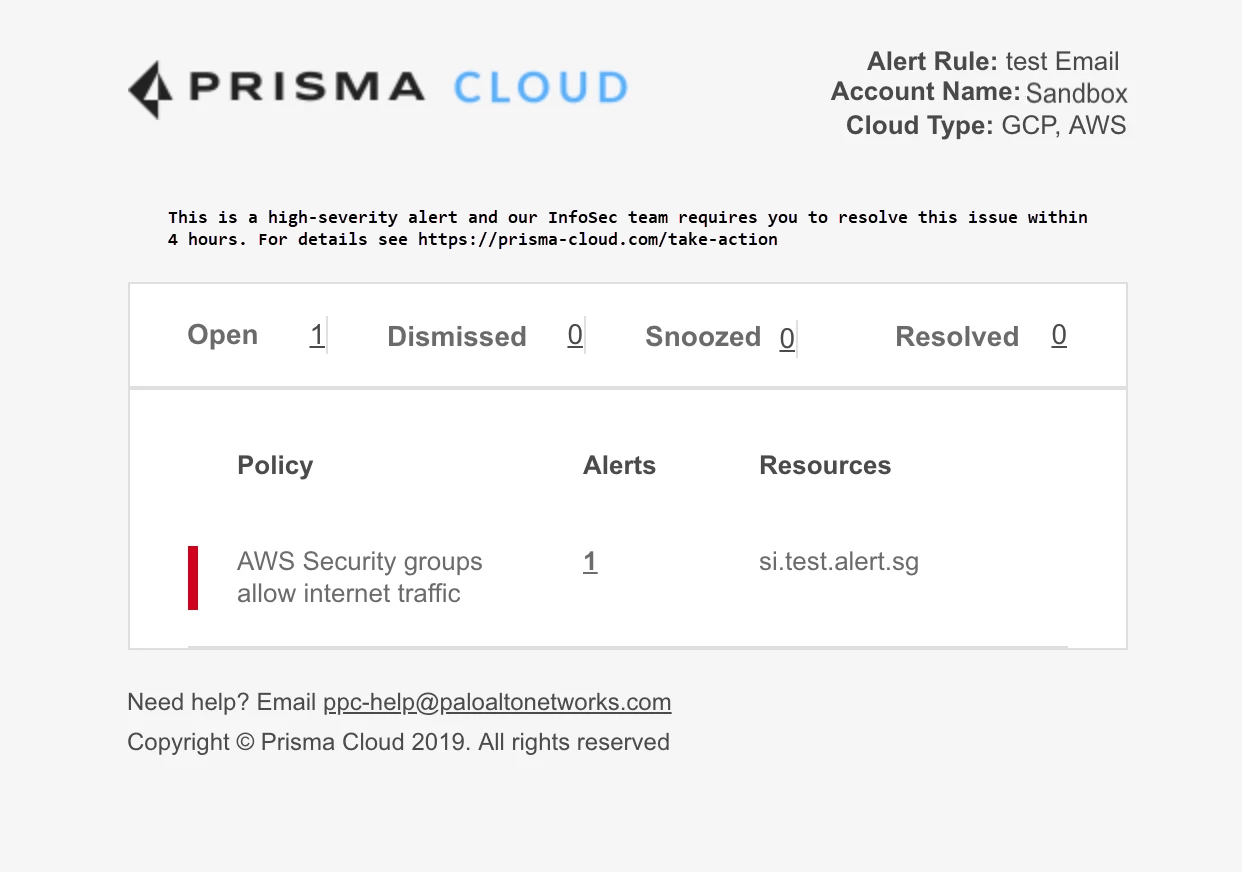 PRISMA CLOUD
Alert Rule: test Email
Account Name: Sandbox
Cloud Type: GCP, AWS
This is a high-severity alert and our InfoSec team requires you to resolve this issue within
4 hours. For details see https://prisma-cloud.com/take-action
Open 1 Dismissed 0 Snoozed 0 Resolved 0
Policy Alerts Resources
AWS Security groups 1 si.test.alert.sg
allow internet traffic
Need help? Email ppc-help@paloaltonetworks.com
Copyright © Prisma Cloud 2019. All rights reserved